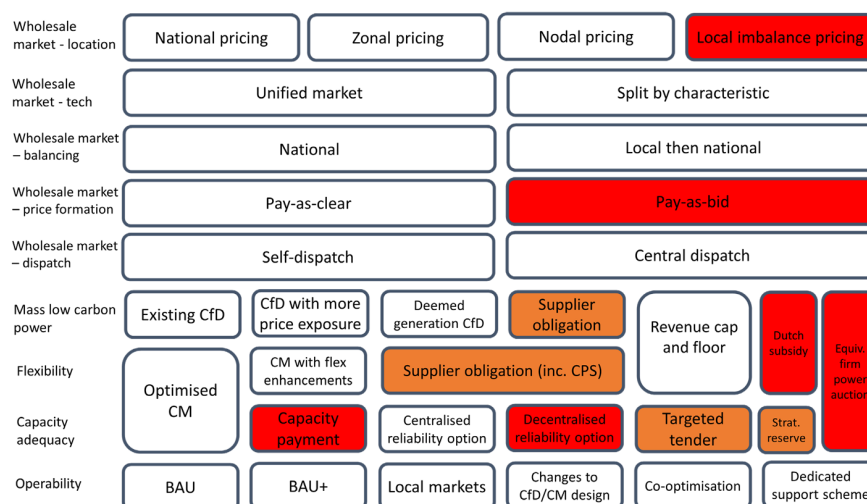 Wholesale
market - location
National pricing
Zonal pricing
Nodal pricing
Local imbalance pricing
Wholesale
market - tech
Unified market
Split by characteristic
Wholesale market
– balancing
National
Local then national
Wholesale market
– price formation
Pay-as-clear
Pay-as-bid
Wholesale market
– dispatch
Self-dispatch
Central dispatch
Mass low carbon
power
Existing CfD
CfD with more
price exposure
Deemed
generation CfD
Supplier
obligation
Revenue cap
and floor
Dutch
subsidy
Equiv.
firm
power
auction
Flexibility
Optimised
CM
CM with flex
enhancements
Supplier obligation (inc. CPS)
Capacity
adequacy
Capacity
payment
Centralised
reliability option
Decentralised
reliability option
Targeted
tender
Strat.
reserve
Operability
BAU
BAU+
Local markets
Changes to
CfD/CM design
Co-optimisation
Dedicated
support scheme